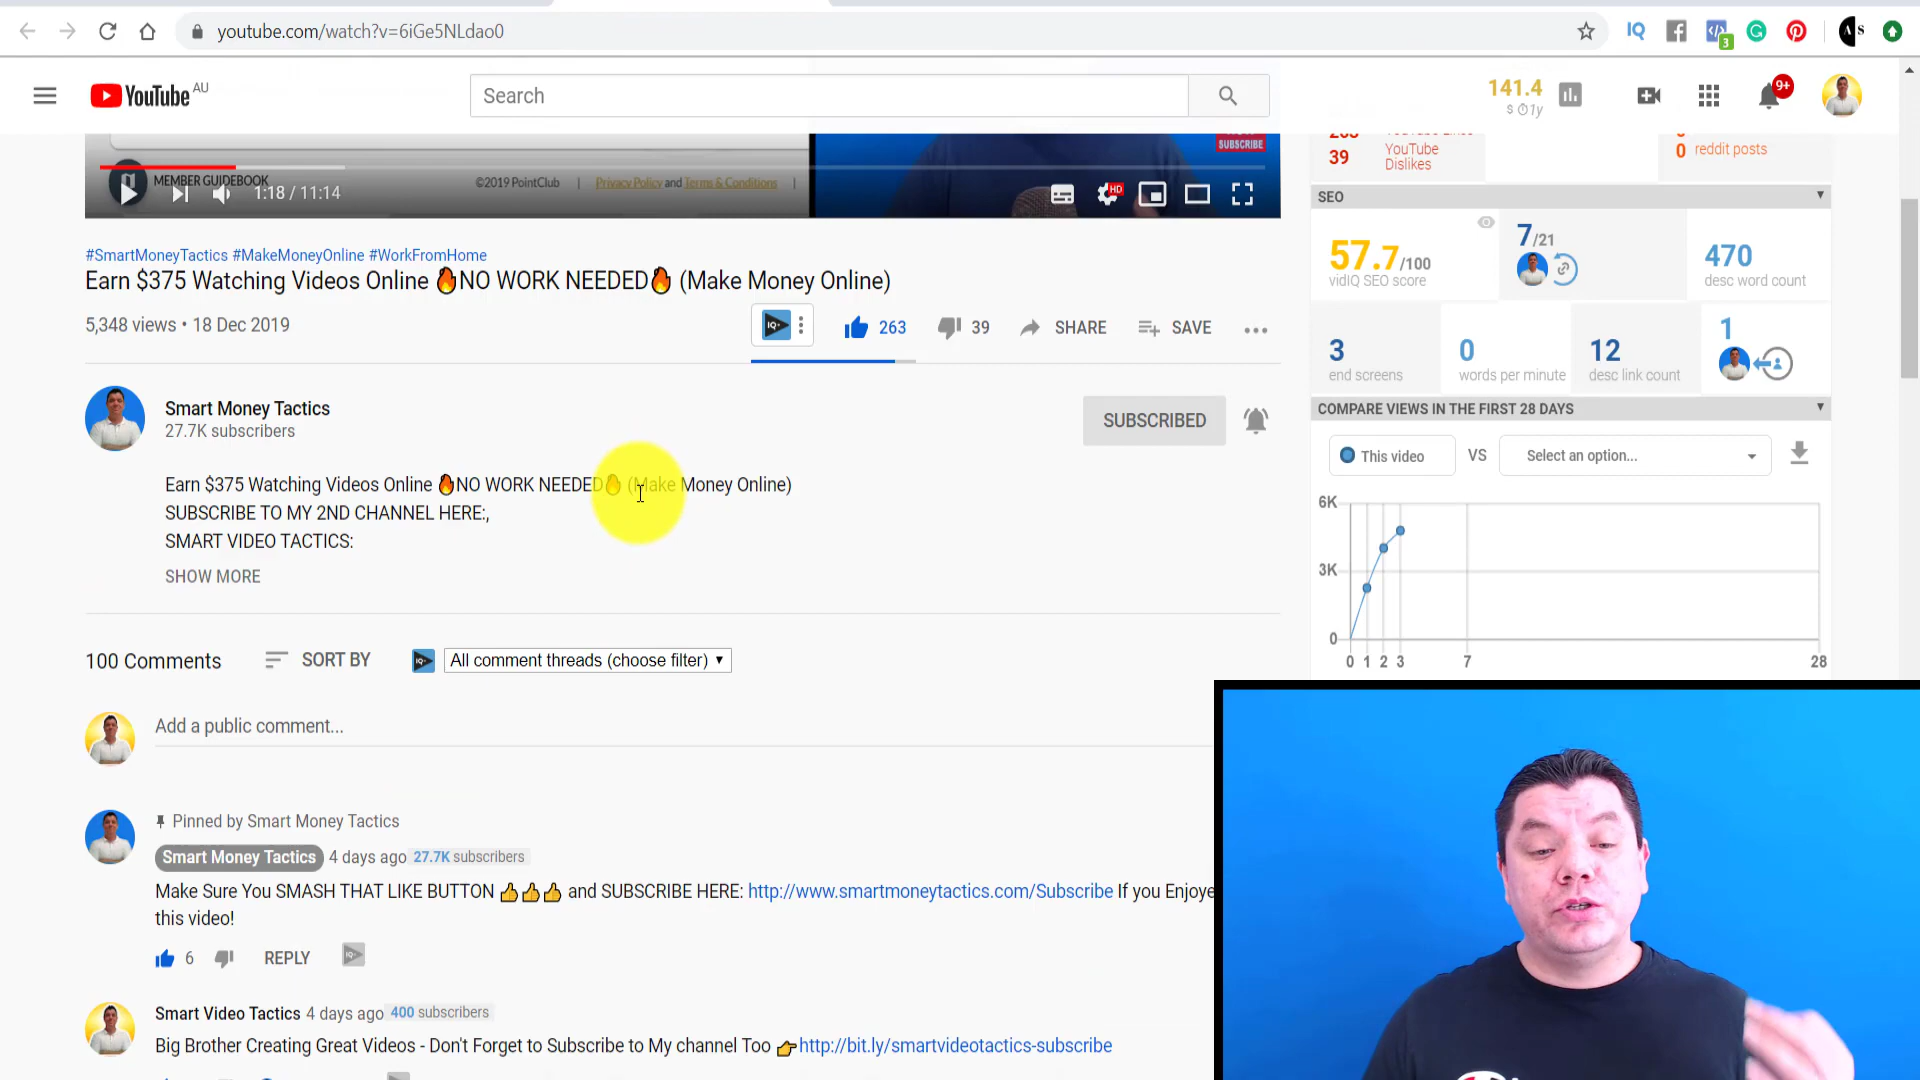 youtube.com/watch?v=6iGe5NLdao0
IQ
3
A S
YouTube AU
Search
141.4
$ 1y
9+
SUBSCRIBE
MEMBER GUIDEBOOK
©2019 PointClub | Privacy Policy and Terms & Conditions |
1:18 / 11:14
HD
39 YouTube Dislikes
0 reddit posts
SEO
57.7/100
vidIQ SEO score
7/21
470
desc word count
3
end screens
0
words per minute
12
desc link count
1
#SmartMoneyTactics #MakeMoneyOnline #WorkFromHome
Earn $375 Watching Videos Online 🔥NO WORK NEEDED🔥 (Make Money Online)
5,348 views • 18 Dec 2019
IQ
263
39
SHARE
SAVE
Smart Money Tactics
27.7K subscribers
SUBSCRIBED
Earn $375 Watching Videos Online 🔥NO WORK NEEDED🔥 (Make Money Online)
SUBSCRIBE TO MY 2ND CHANNEL HERE:,
SMART VIDEO TACTICS:
SHOW MORE
COMPARE VIEWS IN THE FIRST 28 DAYS
This video VS Select an option...
6K
3K
0
0 1 2 3 7 28
100 Comments SORT BY All comment threads (choose filter)
Add a public comment...
Pinned by Smart Money Tactics
Smart Money Tactics 4 days ago 27.7K subscribers
Make Sure You SMASH THAT LIKE BUTTON 👍👍👍 and SUBSCRIBE HERE: http://www.smartmoneytactics.com/Subscribe If you Enjoye
this video!
6 REPLY
Smart Video Tactics 4 days ago 400 subscribers
Big Brother Creating Great Videos - Don't Forget to Subscribe to My channel Too 👉http://bit.ly/smartvideotactics-subscribe